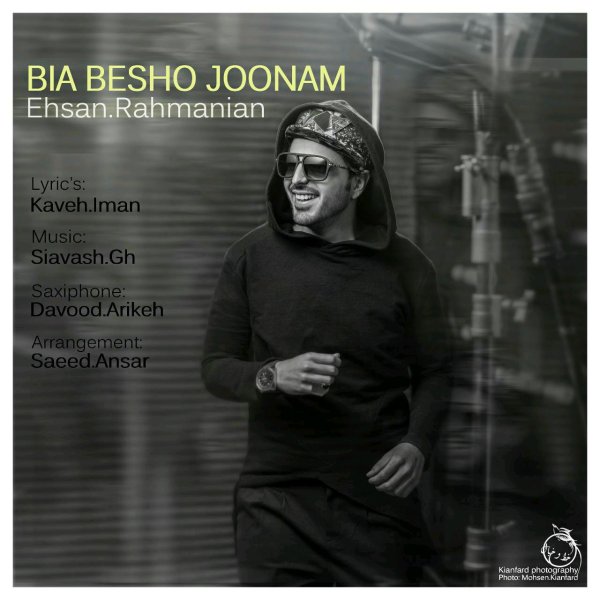 BIA BESHO JOONAM
Ehsan.Rahmanian
Lyric's:
Kaveh.Iman
Music:
Siavash.Gh
Saxiphone:
Davood.Arikeh
Arrangement:
Saeed.Ansar
Kianfard photography
Photo: Mohsen.Kianfard